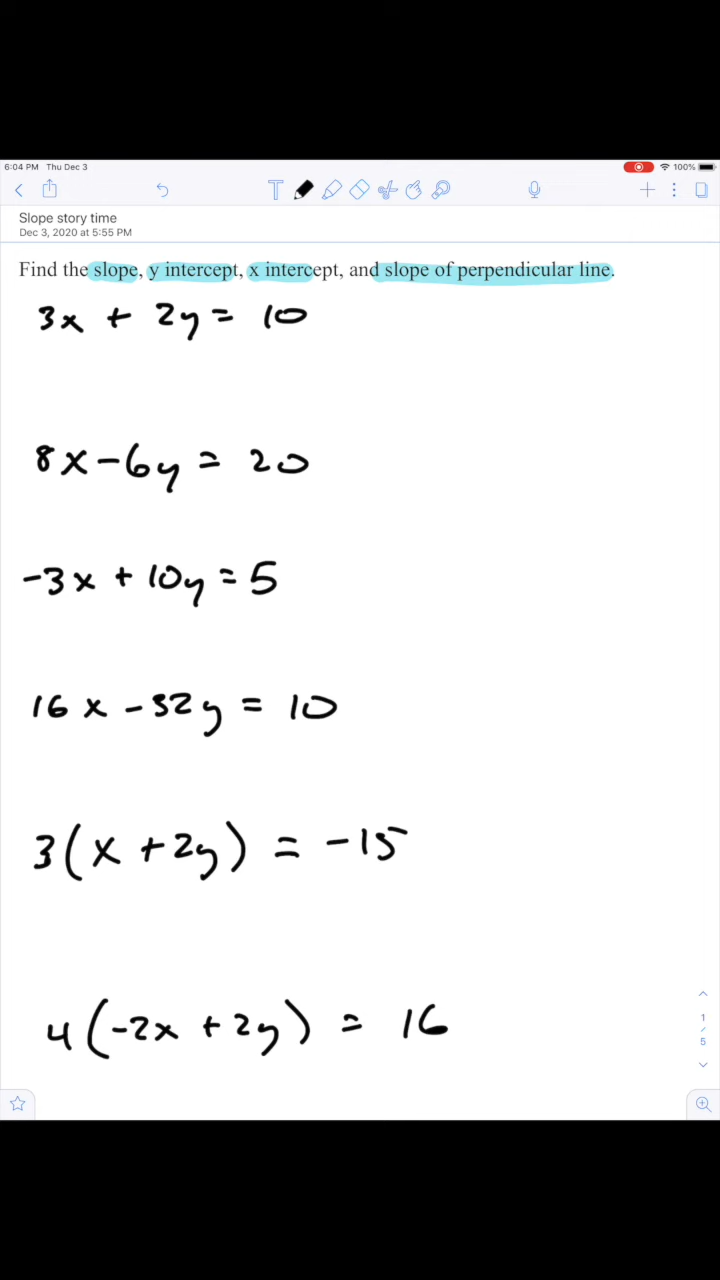 6:04 PM Thu Dec 3
100%
T
Slope story time
Dec 3, 2020 at 5:55 PM
Find the slope, y intercept, x intercept, and slope of perpendicular line.
3x + 2y = 10
8x - 6y = 20
-3x + 10y = 5
16x - 32y = 10
3(x + 2y) = -15
4(-2x + 2y) = 16
1
/
5